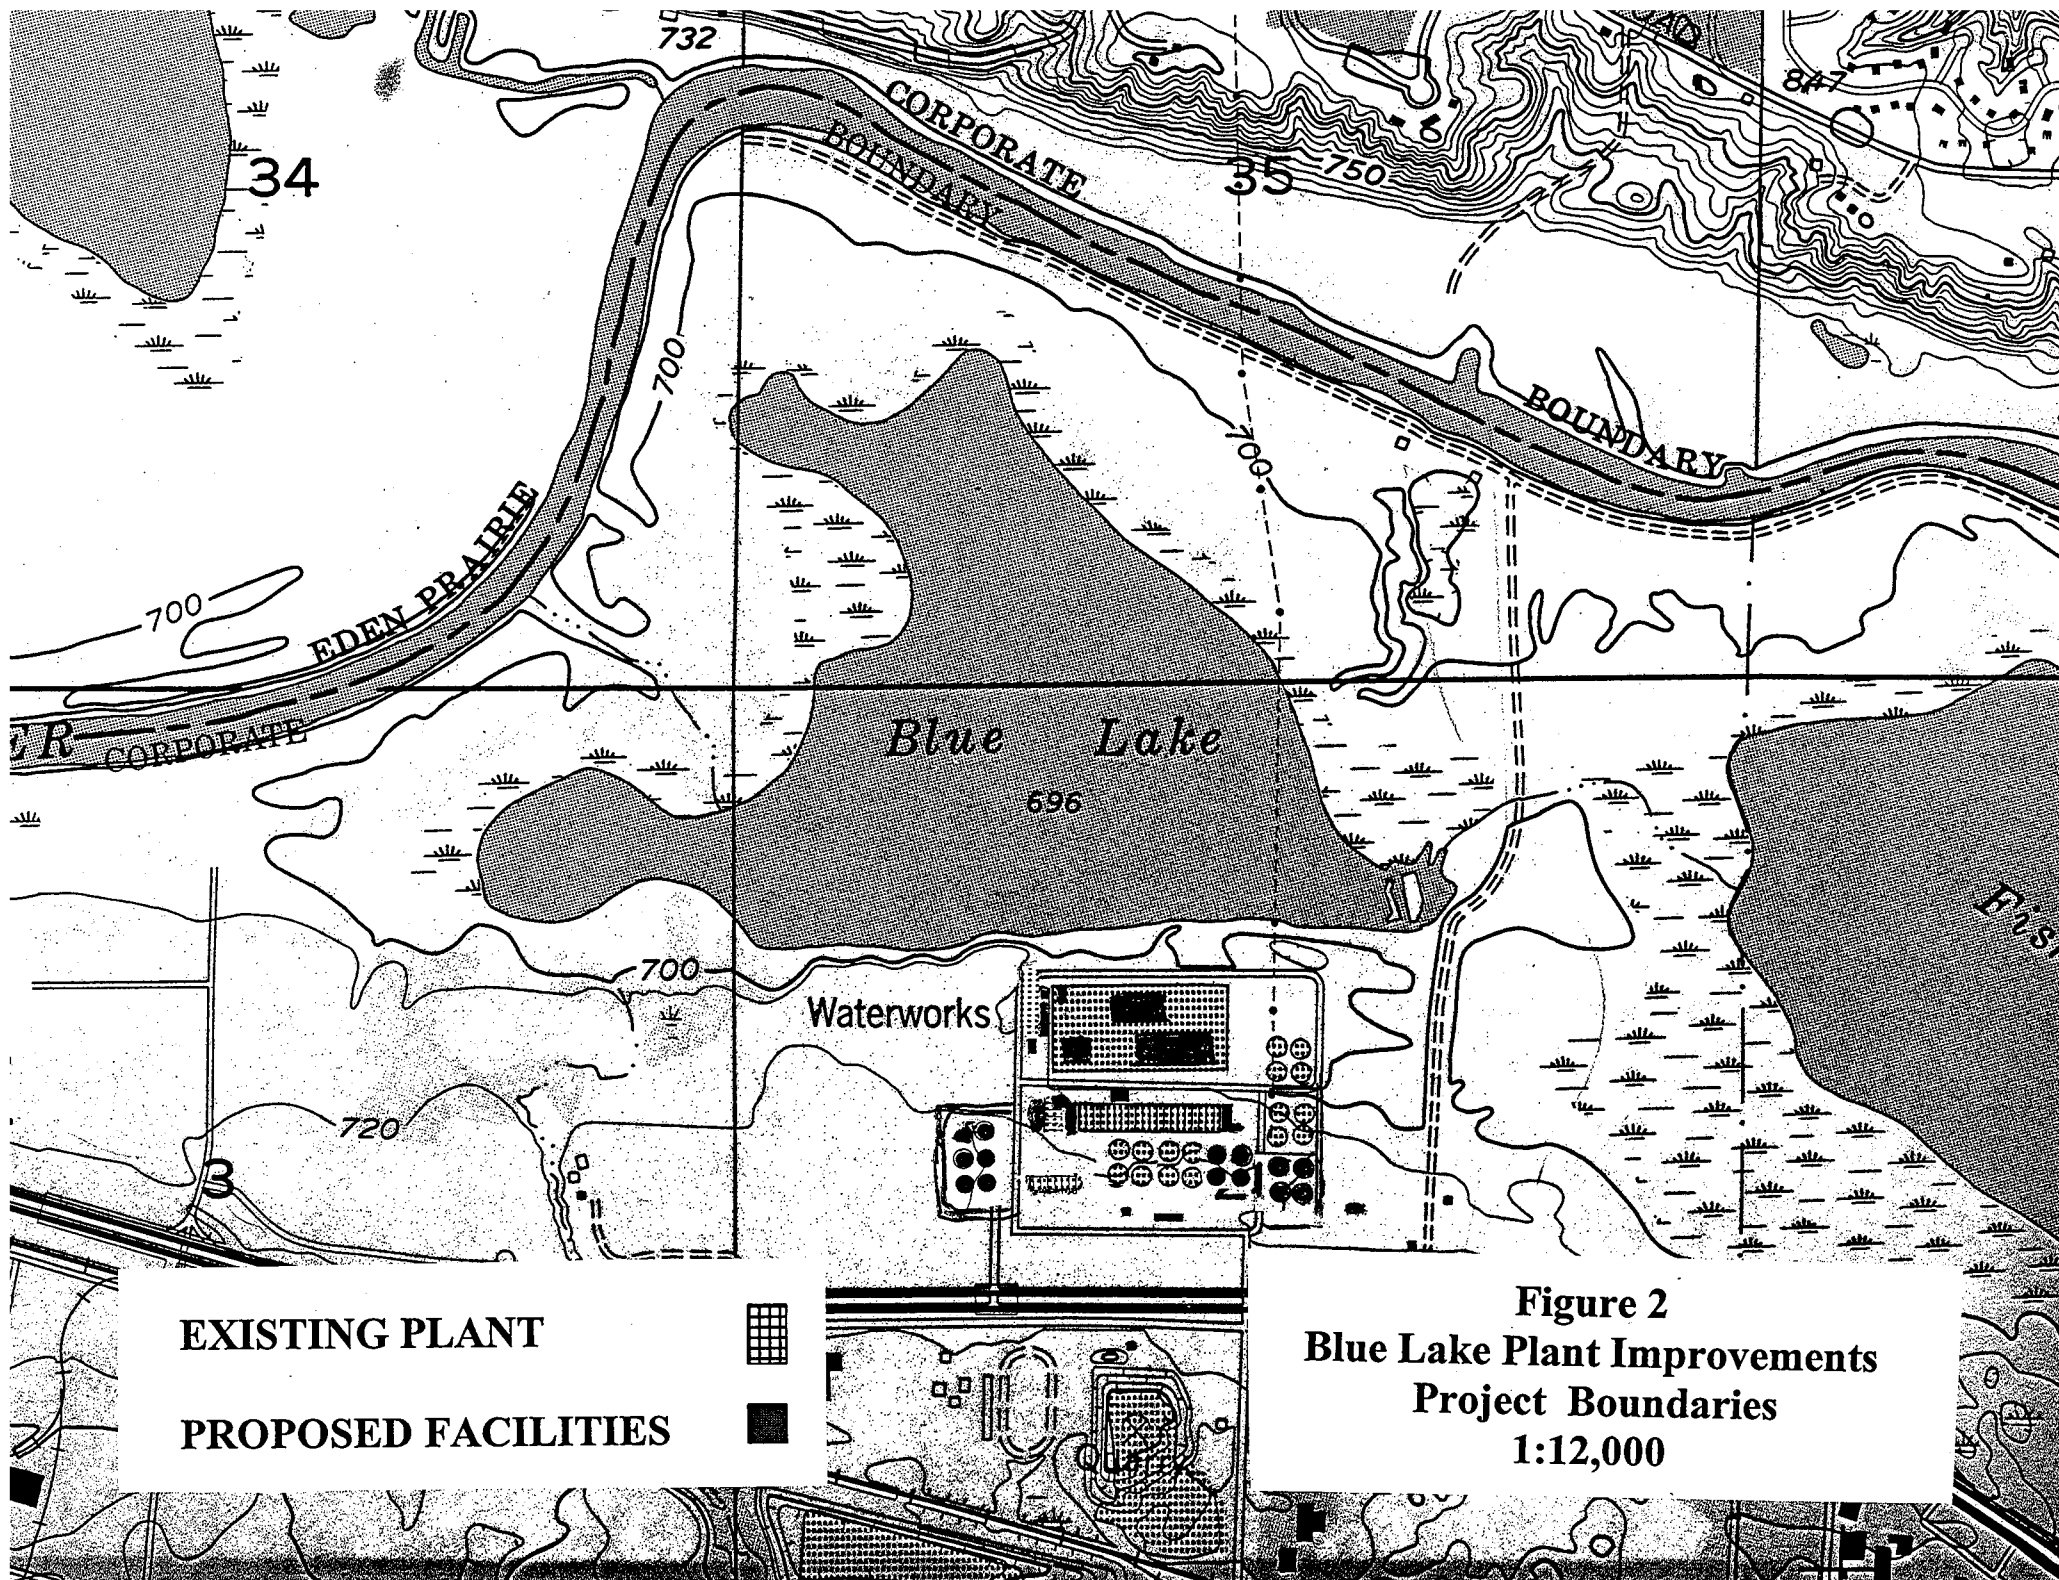 732
847
CORPORATE
BOUNDARY
34
35
750
700
BOUNDARY
700
EDEN PRAIRIE
700
ER
CORPORATE
Blue Lake
696
700
Waterworks
720
3
EXISTING PLANT
PROPOSED FACILITIES
Figure 2
Blue Lake Plant Improvements
Project Boundaries
1:12,000